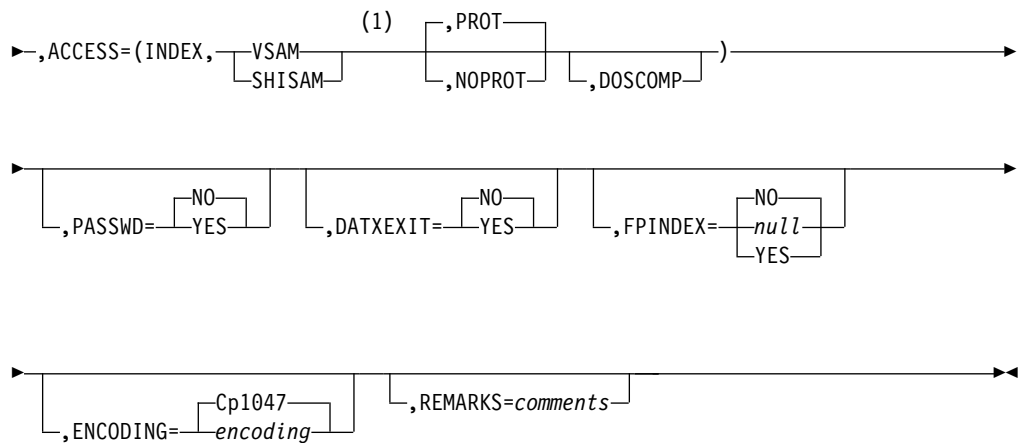 (1) ,PROT
,ACCESS=(INDEX, VSAM )
SHISAM ,NOPROT ,DOSCOMP
NO NO NO
,PASSWD= YES ,DATXEXIT= YES ,FPINDEX= null
YES
Cp1047 ,REMARKS=comments
,ENCODING= encoding